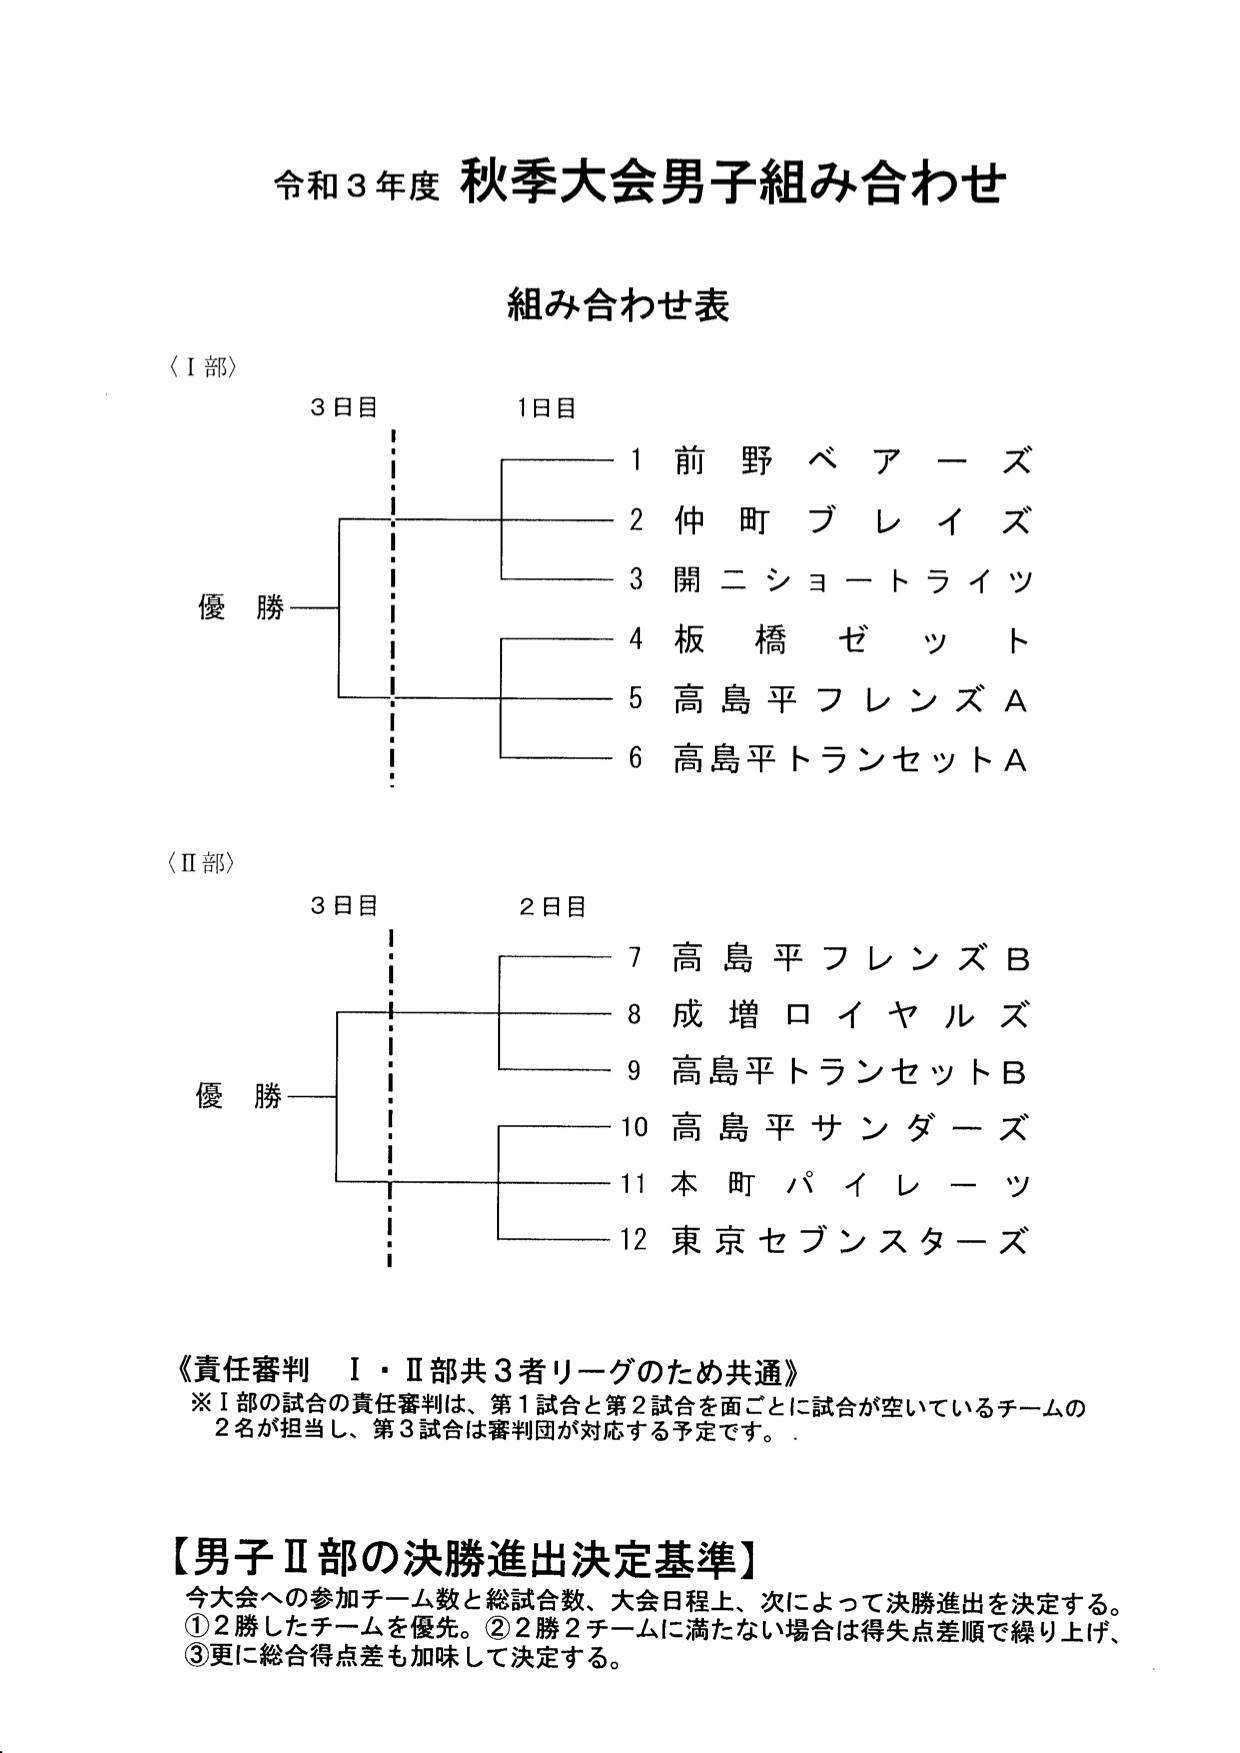 令和３年度 秋季大会男子組み合わせ
組み合わせ表
〈Ⅰ部〉
３日目 1日目
1 前野ベアーズ
2 仲町ブレイズ
3 開二ショートライツ
優勝
4 板橋ゼット
5 高島平フレンズA
6 高島平トランセットA
〈Ⅱ部〉
３日目 ２日目
7 高島平フレンズB
8 成増ロイヤルズ
9 高島平トランセットB
優勝
10 高島平サンダーズ
11 本町パイレーツ
12 東京セブンスターズ
《責任審判　Ⅰ・Ⅱ部共３者リーグのため共通》
※Ⅰ部の試合の責任審判は、第１試合と第２試合を面ごとに試合が空いているチームの
２名が担当し、第３試合は審判団が対応する予定です。
【男子Ⅱ部の決勝進出決定基準】
今大会への参加チーム数と総試合数、大会日程上、次によって決勝進出を決定する。
①２勝したチームを優先。②２勝２チームに満たない場合は得失点差順で繰り上げ、
③更に総合得点差も加味して決定する。